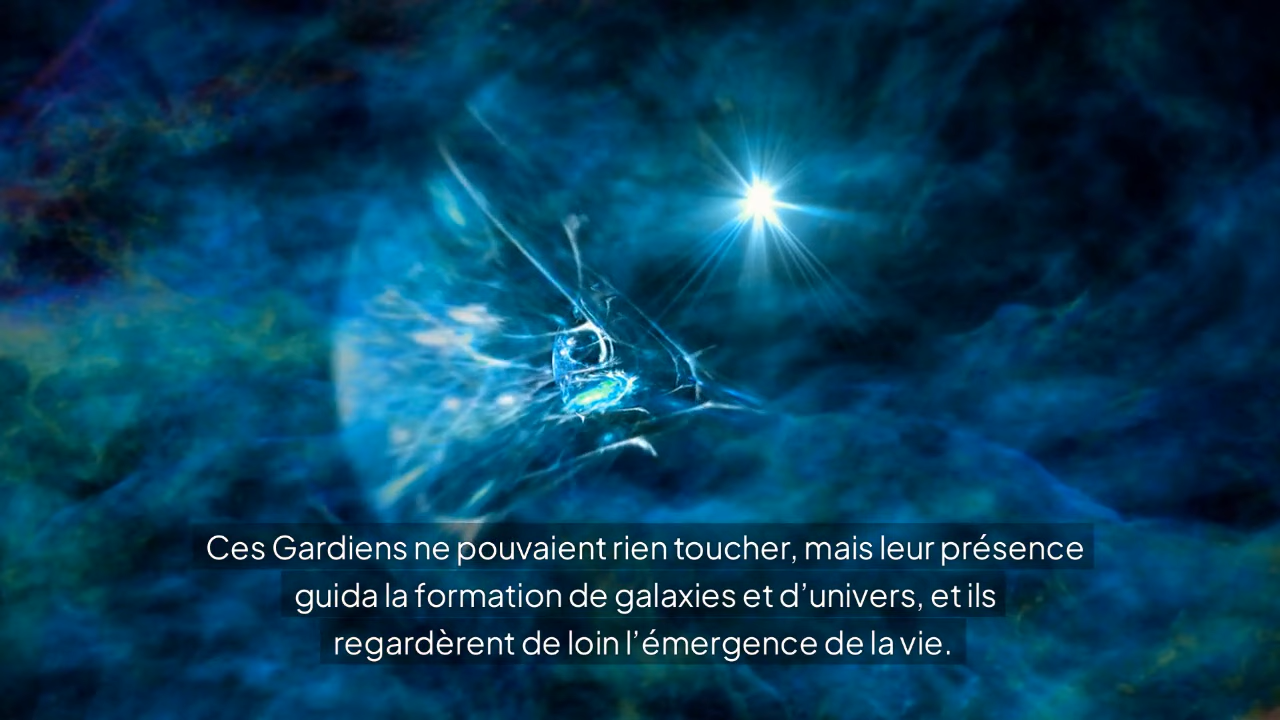 Ces Gardiens ne pouvaient rien toucher, mais leur présence
guida la formation de galaxies et d’univers, et ils
regardèrent de loin l’émergence de la vie.